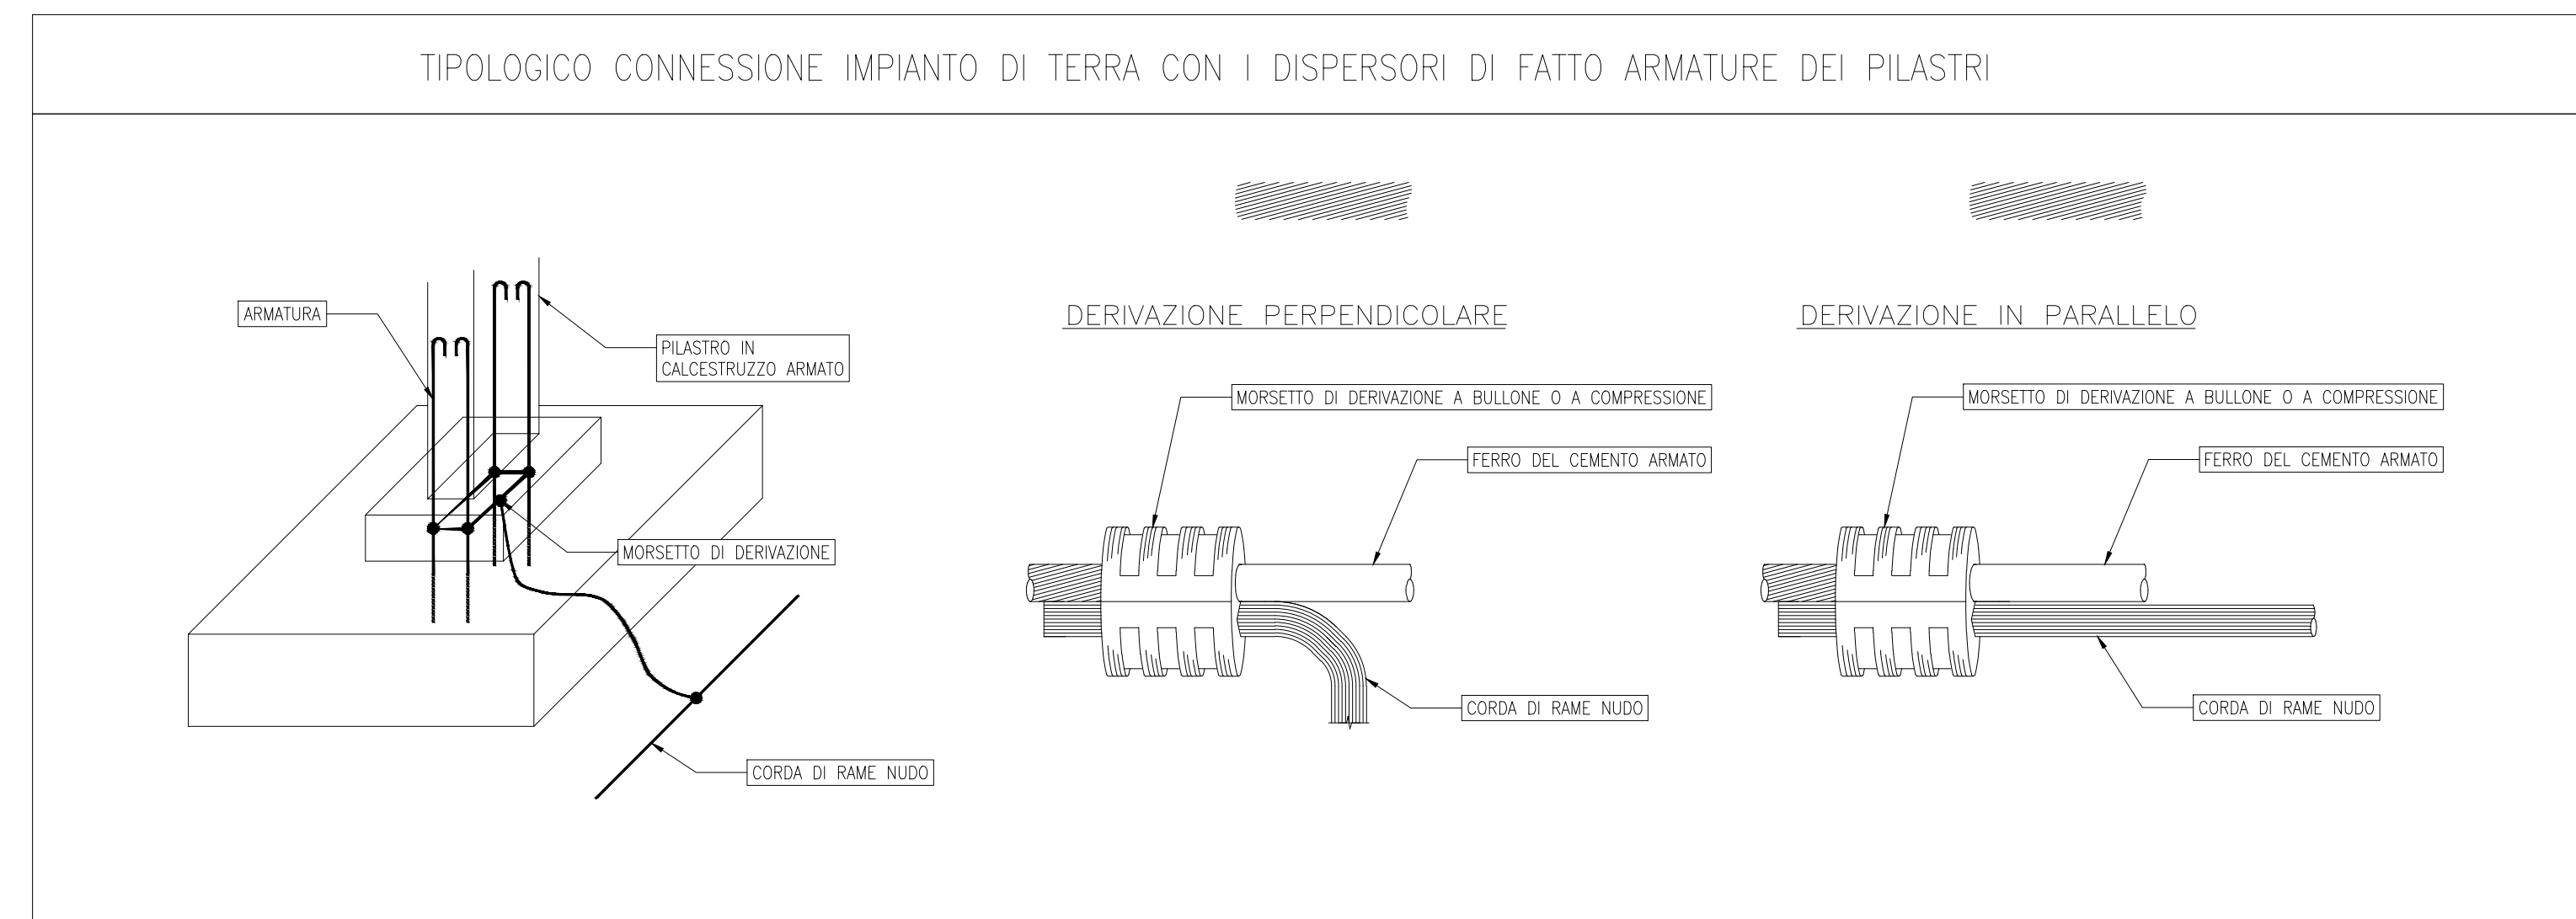 TIPOLOGICO CONNESSIONE IMPIANTO DI TERRA CON I DISPERSORI DI FATTO ARMATURE DEI PILASTRI
ARMATURA
PILASTRO IN
CALCESTRUZZO ARMATO
MORSETTO DI DERIVAZIONE
CORDA DI RAME NUDO
DERIVAZIONE PERPENDICOLARE
MORSETTO DI DERIVAZIONE A BULLONE O A COMPRESSIONE
FERRO DEL CEMENTO ARMATO
CORDA DI RAME NUDO
DERIVAZIONE IN PARALLELO
MORSETTO DI DERIVAZIONE A BULLONE O A COMPRESSIONE
FERRO DEL CEMENTO ARMATO
CORDA DI RAME NUDO